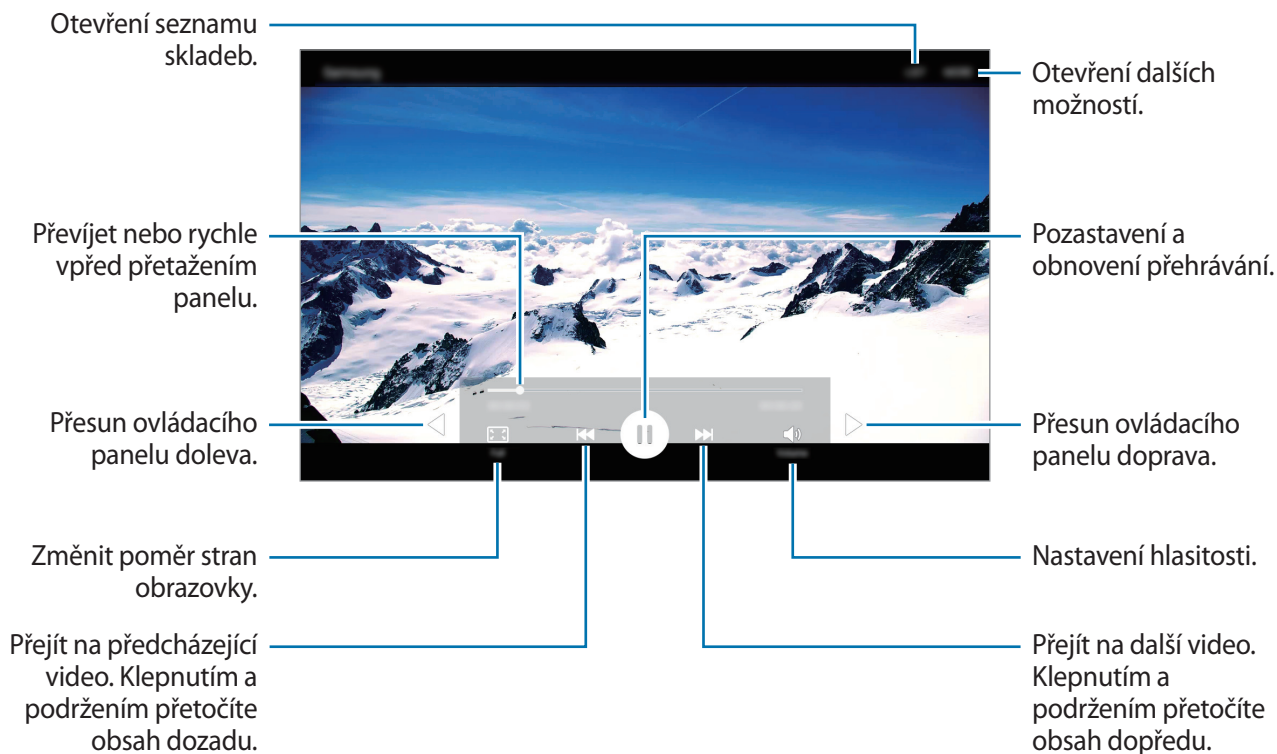 Otevření seznamu
skladeb.
Otevření dalších
možností.
Převíjet nebo rychle
vpřed přetažením
panelu.
Pozastavení a
obnovení přehrávání.
Přesun ovládacího
panelu doleva.
Přesun ovládacího
panelu doprava.
Změnit poměr stran
obrazovky.
Nastavení hlasitosti.
Přejít na předcházející
video. Klepnutím a
podržením přetočíte
obsah dozadu.
Přejít na další video.
Klepnutím a
podržením přetočíte
obsah dopředu.